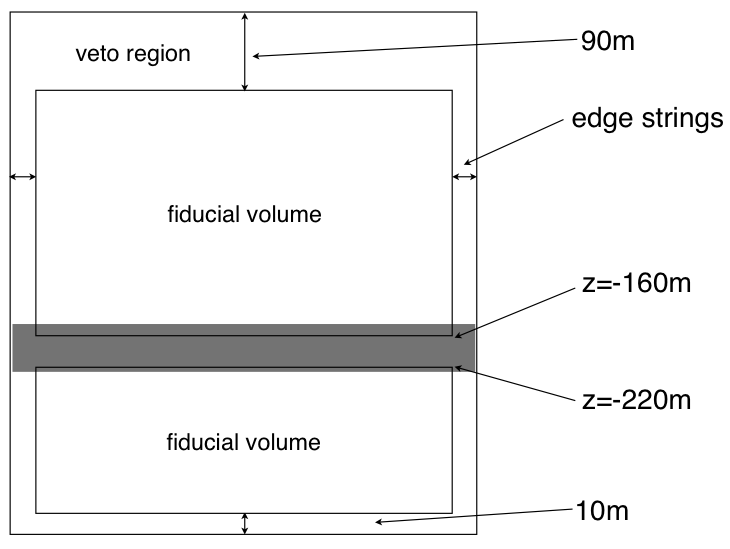 veto region
90m
edge strings
fiducial volume
z=-160m
z=-220m
fiducial volume
10m